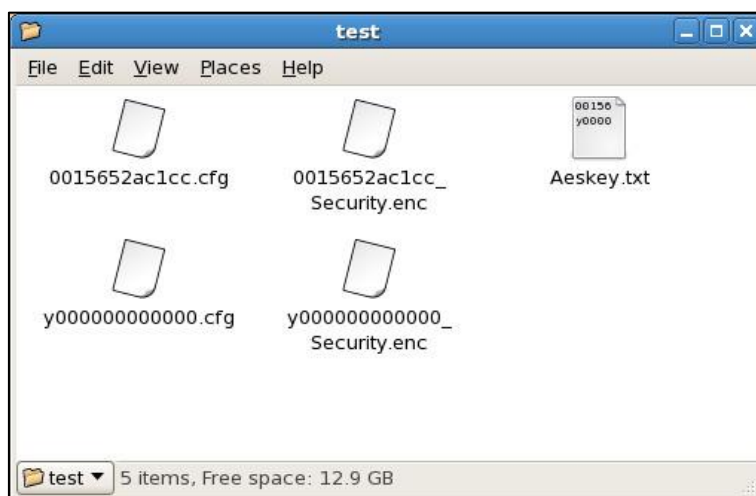 test
File Edit View Places Help
00156
y0000
0015652ac1cc.cfg
0015652ac1cc_
Security.enc
Aeskey.txt
y000000000000.cfg
y000000000000_
Security.enc
test
5 items, Free space: 12.9 GB